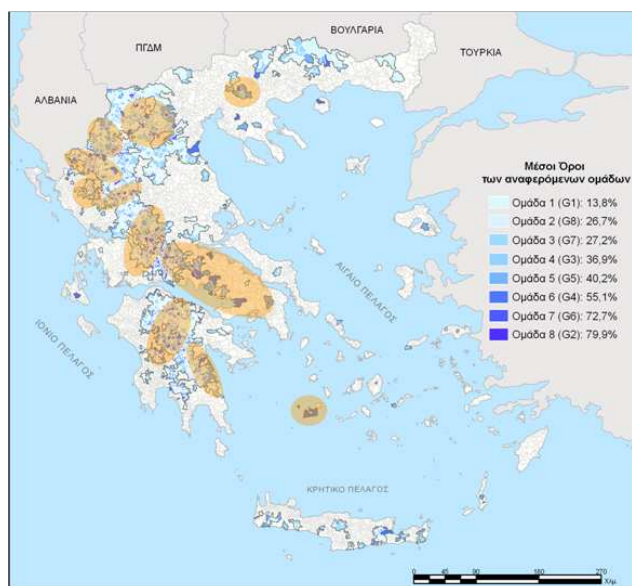 ΒΟΥΛΓΑΡΙΑ
ΠΓΔΜ
ΤΟΥΡΚΙΑ
ΑΛΒΑΝΙΑ
Μέσοι Όροι
των αναφερόμενων ομάδων
Ομάδα 1 (G1): 13,8%
Ομάδα 2 (G8): 26,7%
Ομάδα 3 (G7): 27,2%
Ομάδα 4 (G3): 36,9%
Ομάδα 5 (G5): 40,2%
Ομάδα 6 (G4): 55,1%
Ομάδα 7 (G6): 72,7%
Ομάδα 8 (G2): 79,9%
ΑΙΓΑΙΟ ΠΕΛΑΓΟΣ
ΙΟΝΙΟ ΠΕΛΑΓΟΣ
ΚΡΗΤΙΚΟ ΠΕΛΑΓΟΣ
0 45 90 180 270
Χλμ.